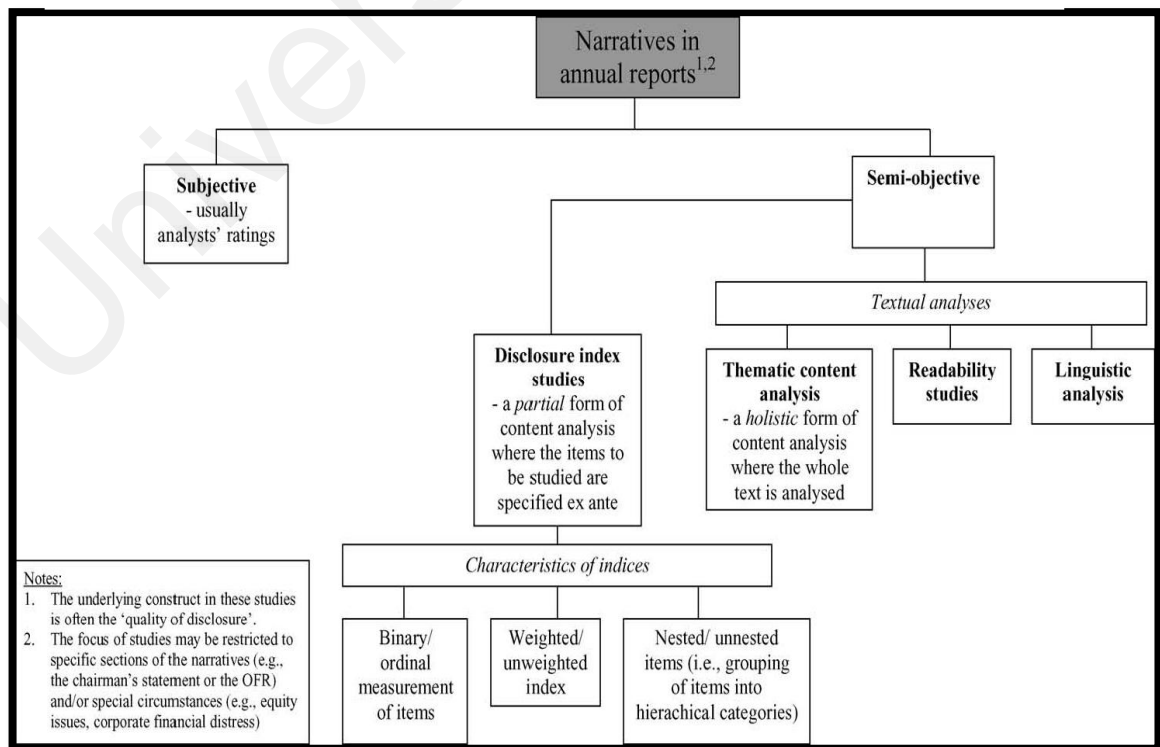 Univer
Narratives in
annual reports1,2
Subjective
- usually
analysts’ ratings
Semi-objective
Textual analyses
Disclosure index
studies
- a partial form of
content analysis
where the items to
be studied are
specified ex ante
Thematic content
analysis
- a holistic form of
content analysis
where the whole
text is analysed
Readability
studies
Linguistic
analysis
Characteristics of indices
Binary/
ordinal
measurement
of items
Weighted/
unweighted
index
Nested/ unnested
items (i.e., grouping
of items into
hierachical categories)
Notes:
1. The underlying construct in these studies
is often the ‘quality of disclosure’.
2. The focus of studies may be restricted to
specific sections of the narratives (e.g.,
the chairman’s statement or the OFR)
and/or special circumstances (e.g., equity
issues, corporate financial distress)